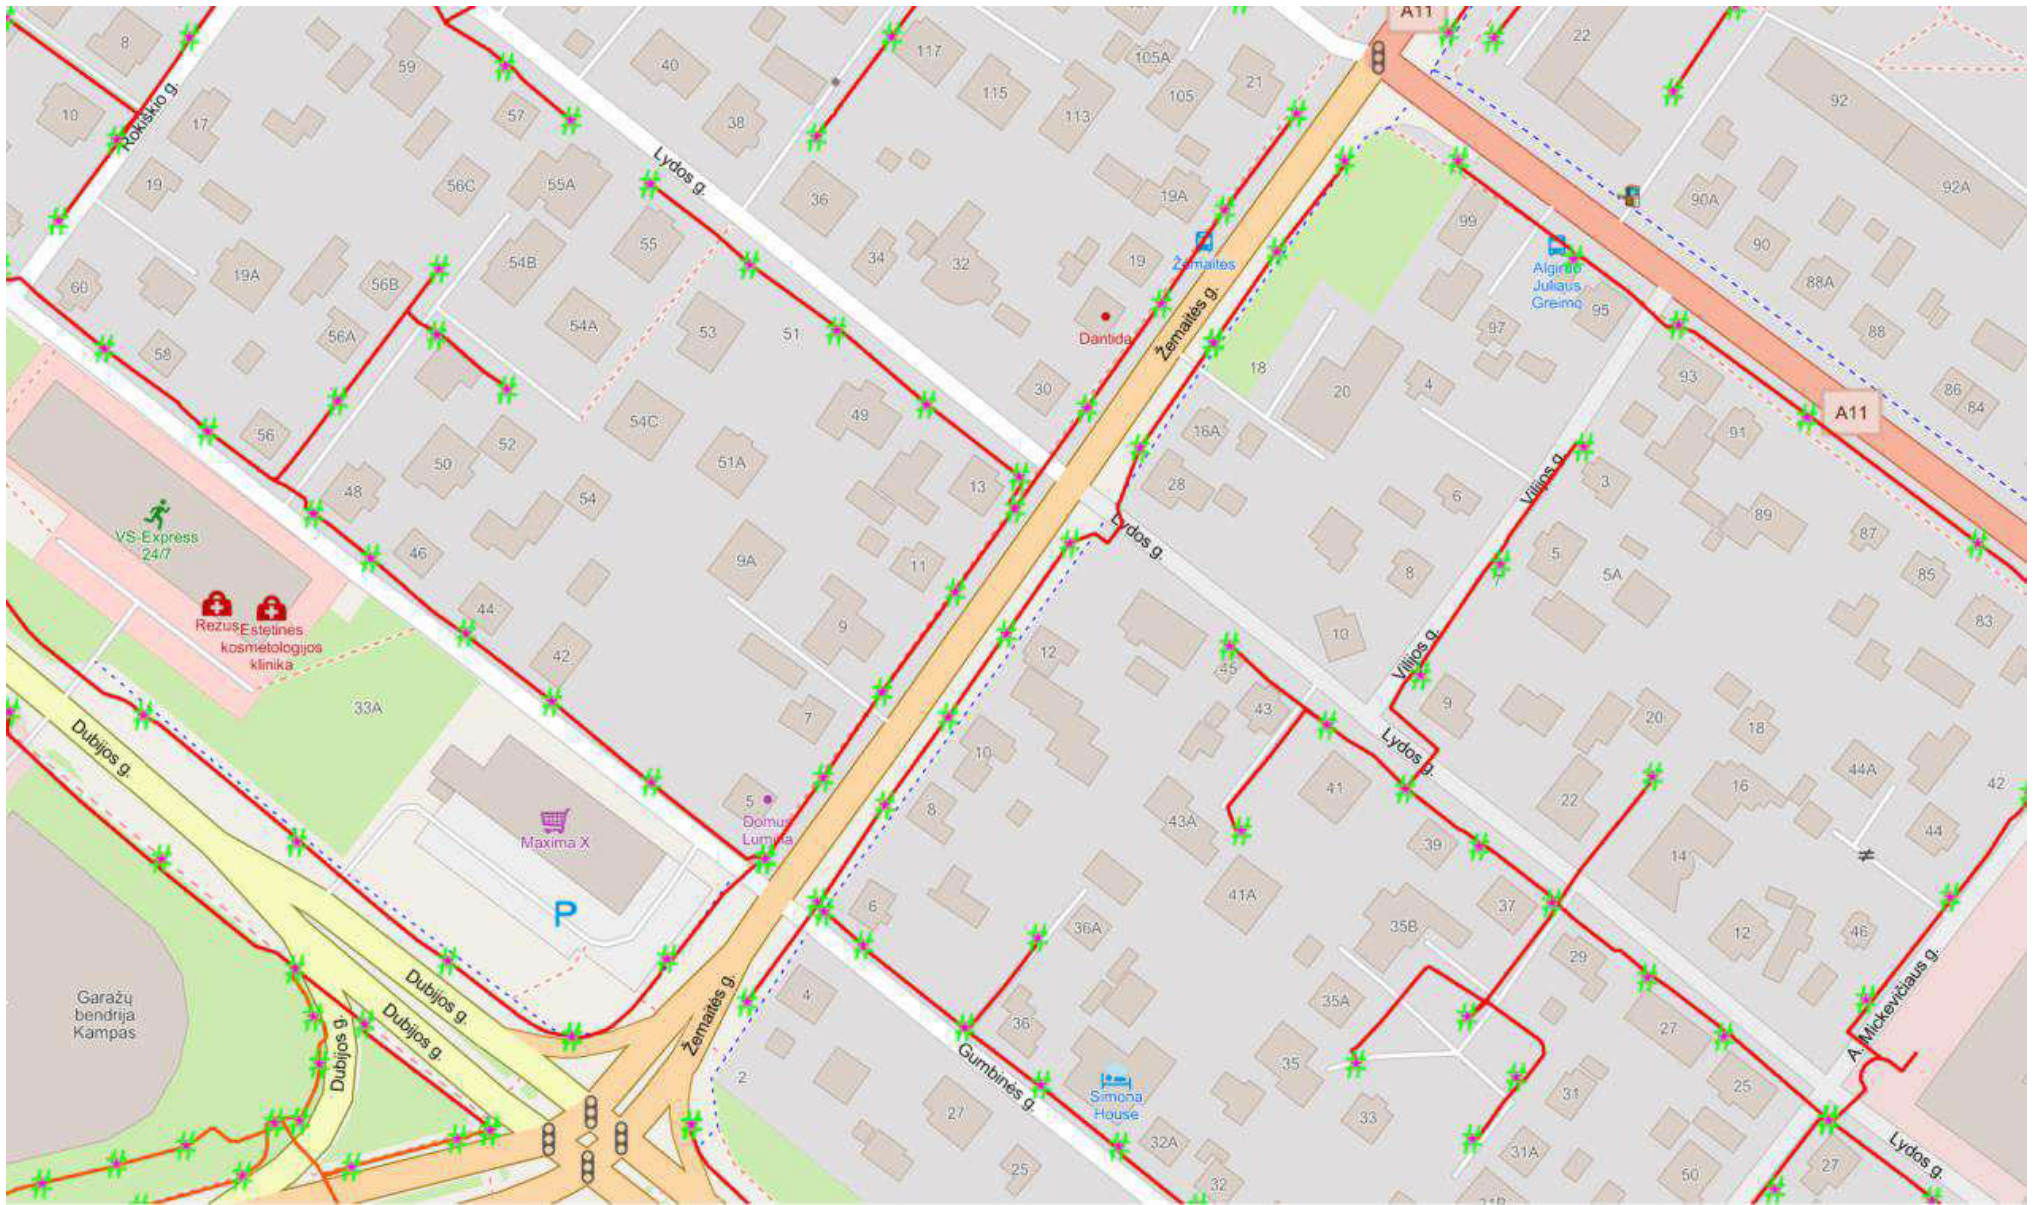 A11
8
59
40
117
105A
22
21
92
115
105
10
17
57
38
113
Rokiškio g.
Lydos g.
19
56C
55A
36
19A
90A
92A
99
55
90
54B
34
32
19
Žemaitės
19A
56B
60
Algirdo
Juliaus
Greimo
88A
54A
53
51
56A
58
Dantida
Žemaitės g.
95
97
88
18
93
86
84
30
20
4
A11
49
54C
56
16A
91
52
51A
50
48
13
28
54
6
Vilijos g.
3
89
87
VS-Express
24/7
46
9A
11
Lydos g.
8
5
5A
85
44
9
Rezus
Estetinės
kosmetologijos
klinika
42
12
10
83
45
Vilijos g.
33A
7
43
9
20
18
Dubijos g.
10
Lydos g.
44A
42
5
41
22
16
Domus
Lumina
8
Maxima X
43A
39
44
14
P
6
36A
41A
37
35B
12
46
29
Dubijos g.
Dubijos g.
Dubijos g.
Garažų
bendrija
Kampas
Žemaitės g.
4
36
35A
27
A. Mickevičiaus g.
Gumbinės g.
2
Simona
House
35
31
25
27
33
32A
31A
25
32
50
27
Lydos g.